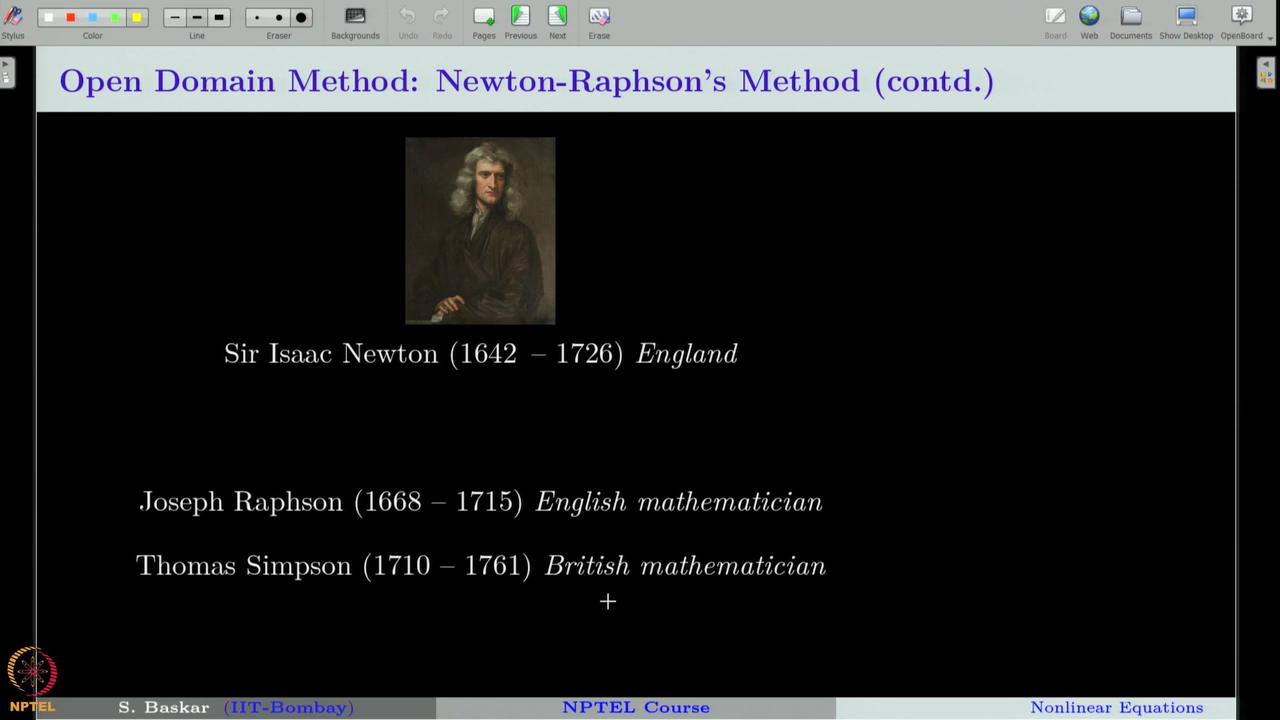 Stylus
Color
Line
Eraser
Backgrounds
Undo
Redo
Pages
Previous
Next
Erase
Board
Web
Documents
Show Desktop
OpenBoard
Open Domain Method: Newton-Raphson's Method (contd.)
Sir Isaac Newton (1642 – 1726) England
Joseph Raphson (1668 – 1715) English mathematician
Thomas Simpson (1710 – 1761) British mathematician
NPTEL
S. Baskar (IIT-Bombay)
NPTEL Course
Nonlinear Equations